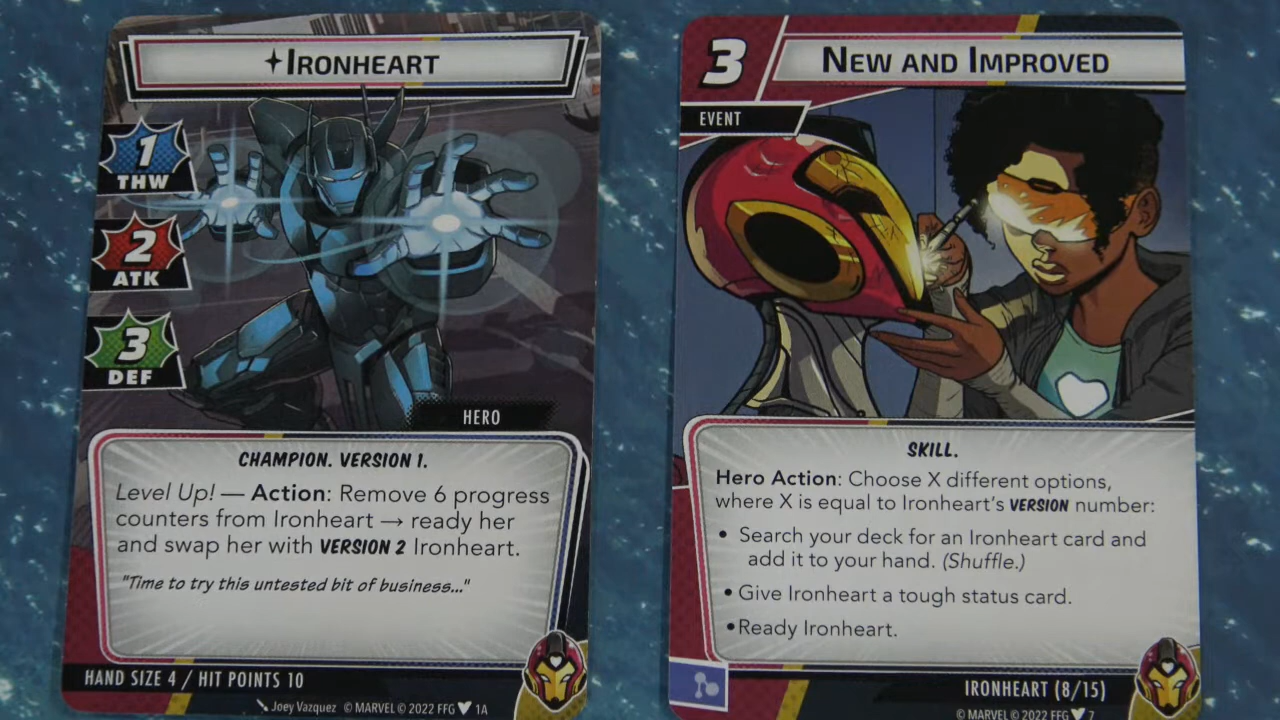 IRONHEART
1
THW
2
ATK
3
DEF
HERO
CHAMPION. VERSION 1.
Level Up! — Action: Remove 6 progress
counters from Ironheart → ready her
and swap her with VERSION 2 Ironheart.
"Time to try this untested bit of business..."
HAND SIZE 4 / HIT POINTS 10
Joey Vazquez © MARVEL © 2022 FFG 1A
3
NEW AND IMPROVED
EVENT
SKILL.
Hero Action: Choose X different options,
where X is equal to Ironheart's VERSION number:
• Search your deck for an Ironheart card and
add it to your hand. (Shuffle.)
• Give Ironheart a tough status card.
• Ready Ironheart.
IRONHEART (8/15)
© MARVEL © 2022 FFG 7